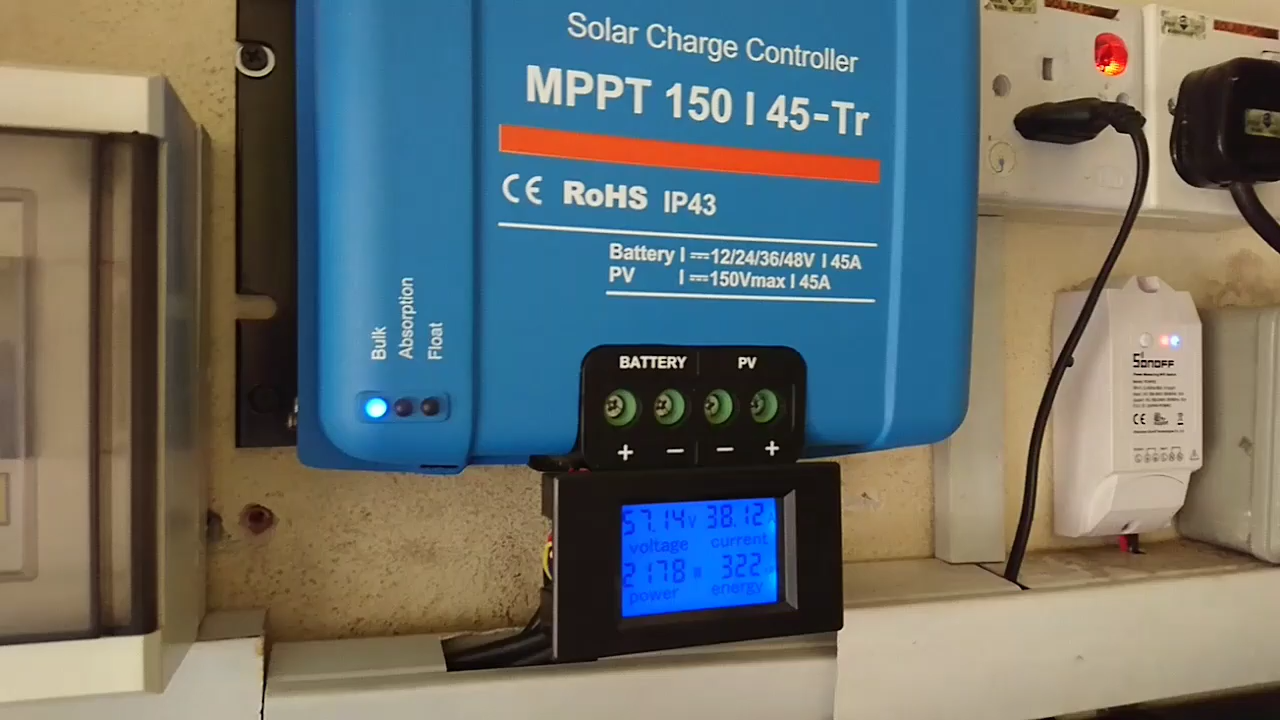 Solar Charge Controller
MPPT 150 | 45-Tr
CE RoHS IP43
Battery | 12/24/36/48V | 45A
PV | 150Vmax | 45A
Bulk
Absorption
Float
BATTERY PV
+ − − +
57.14V 38.12
voltage current
2178 322
power energy
SONOFF
CE